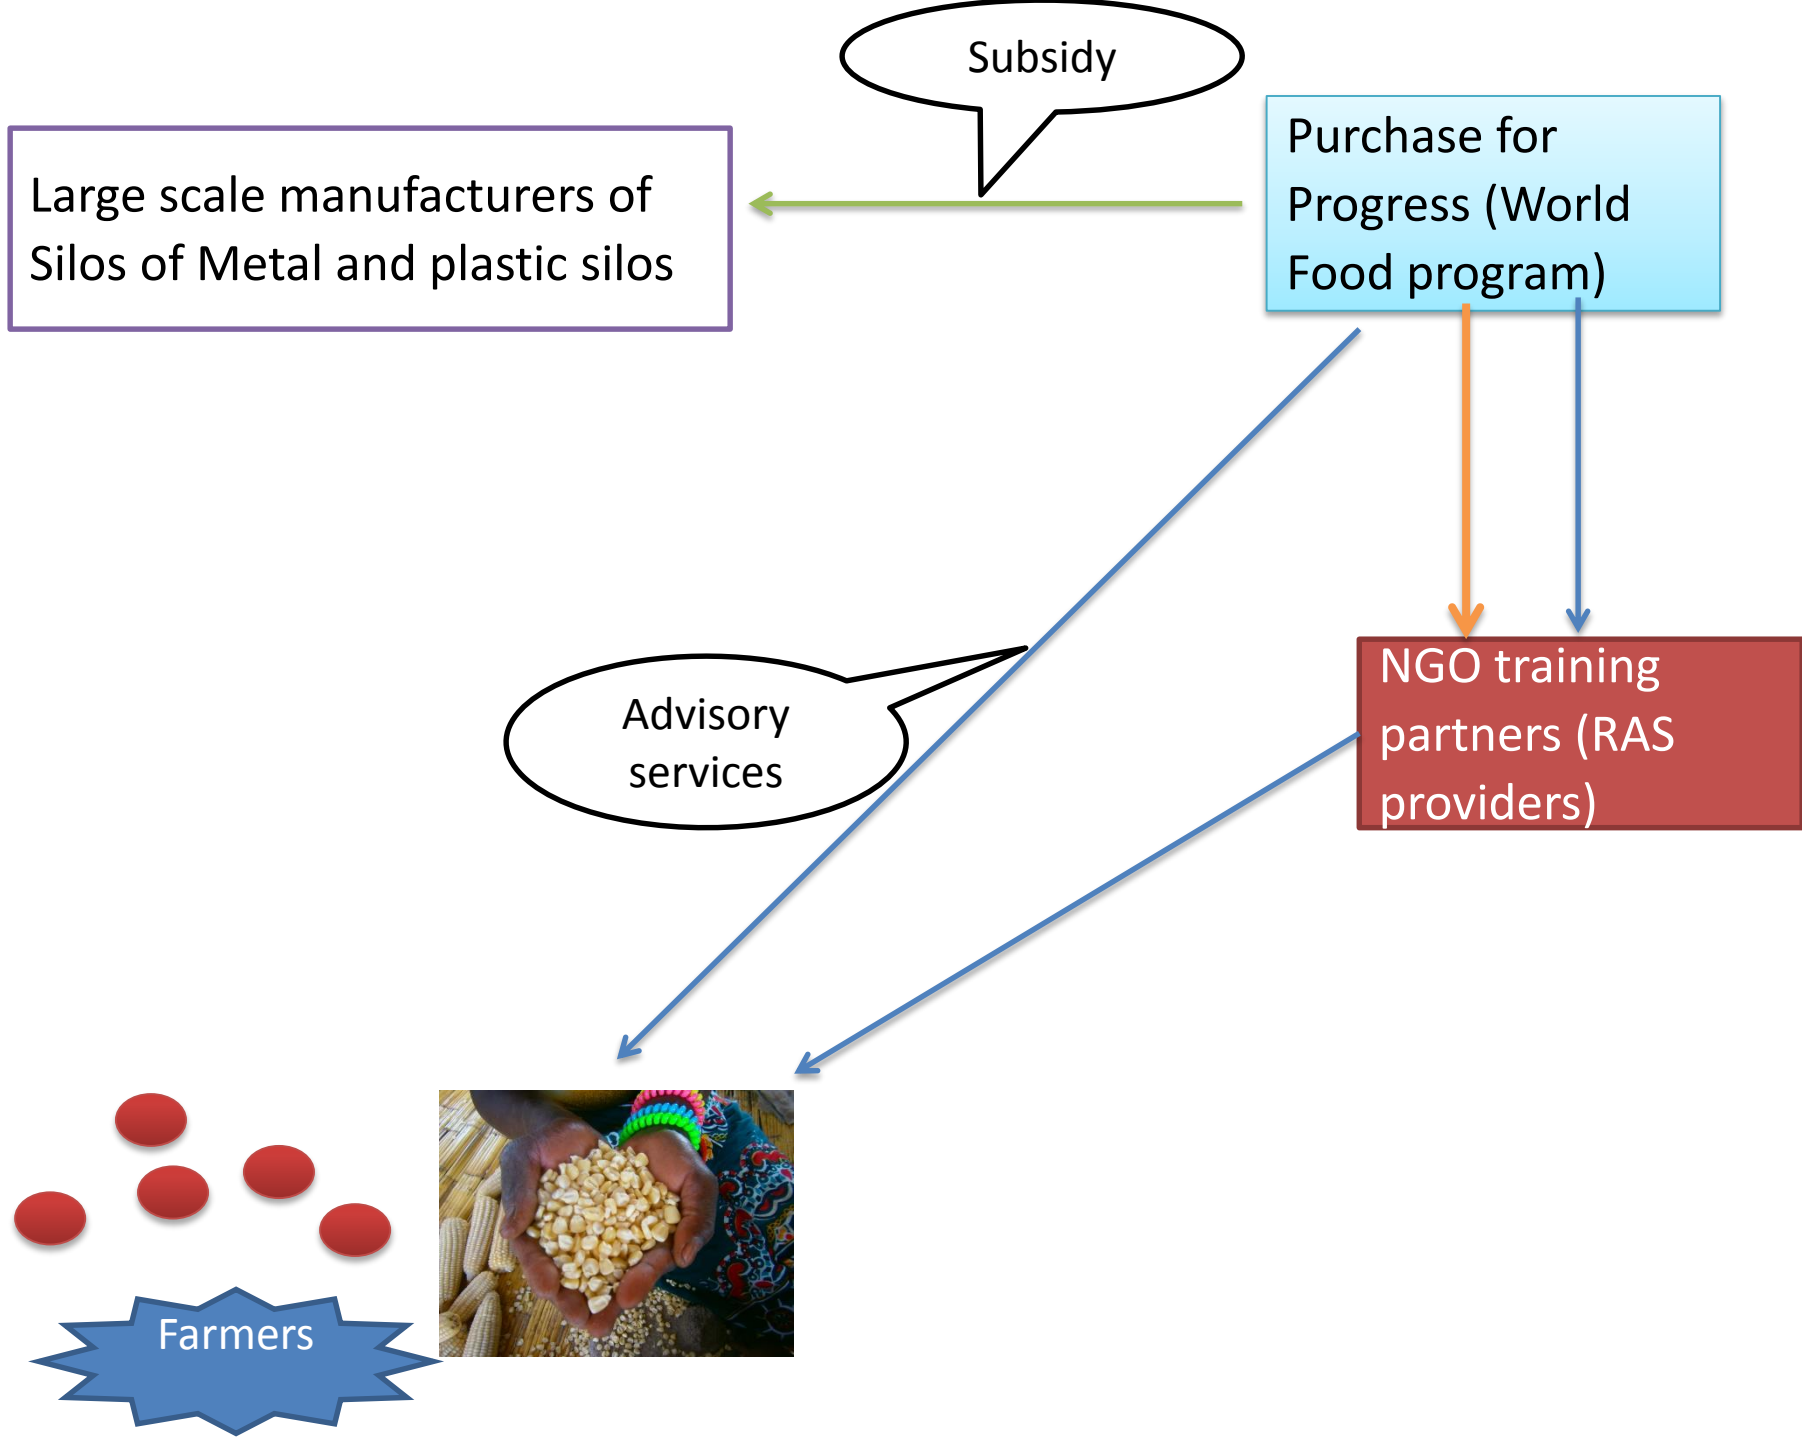 Subsidy
Purchase for
Progress (World
Food program)
Large scale manufacturers of
Silos of Metal and plastic silos
NGO training
partners (RAS
providers)
Advisory
services
Farmers